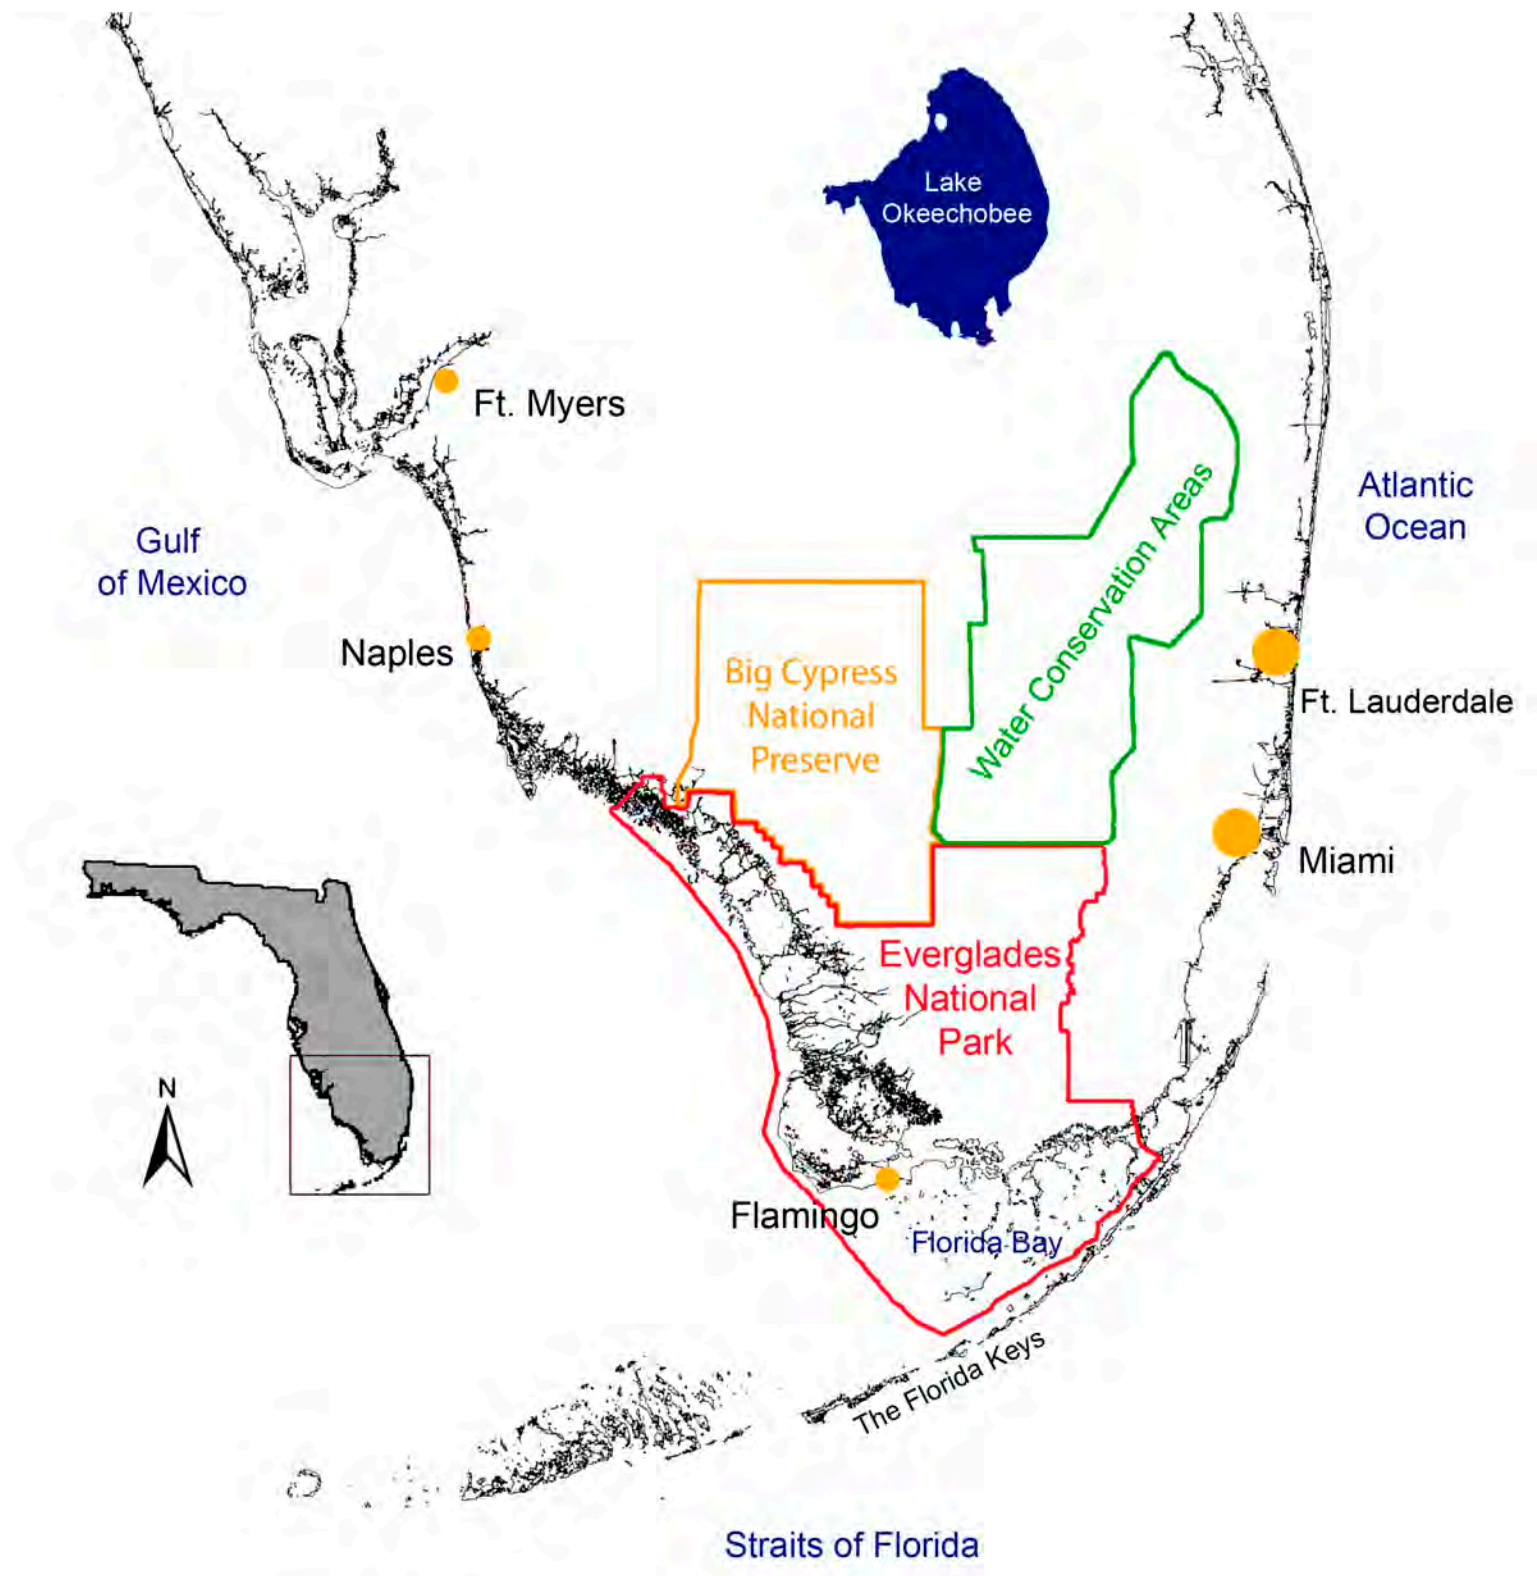 Lake
Okeechobee
Ft. Myers
Atlantic
Ocean
Gulf
of Mexico
Water Conservation Areas
Naples
Big Cypress
National
Preserve
Ft. Lauderdale
Miami
Everglades
National
Park
N
Flamingo
Florida Bay
The Florida Keys
Straits of Florida